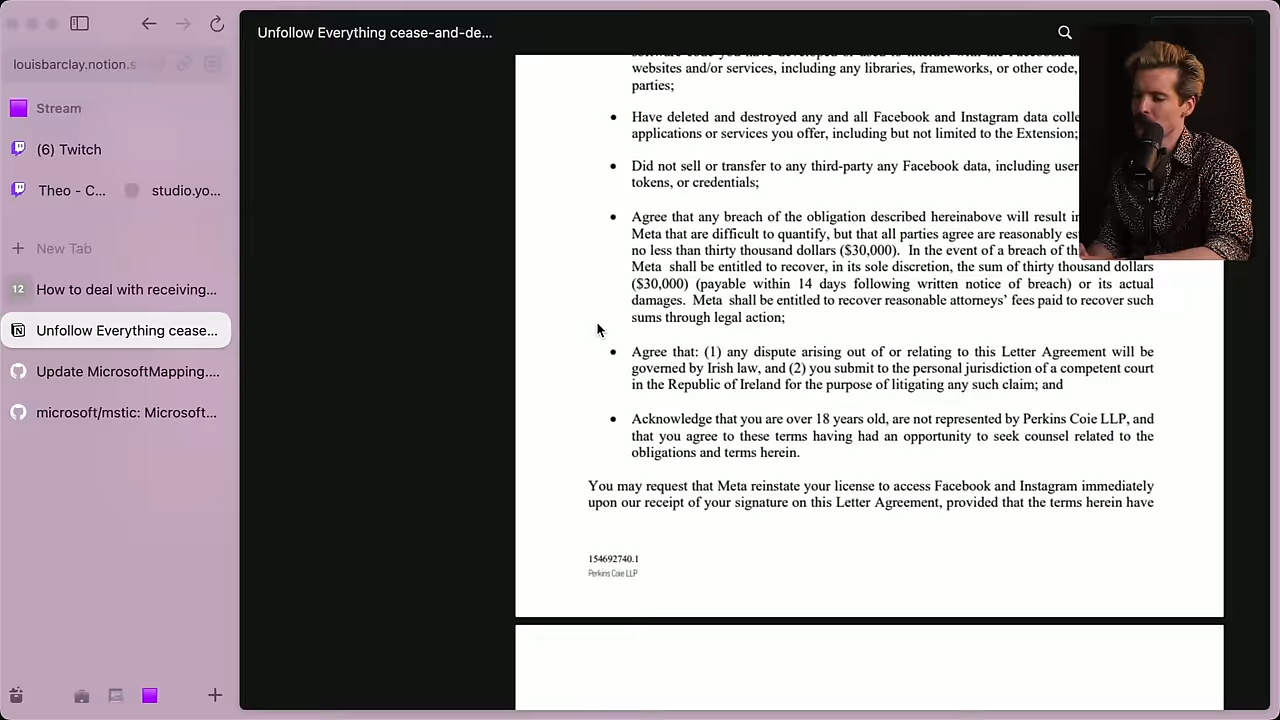 Unfollow Everything cease-and-de...
louisbarclay.notion.s
Stream
(6) Twitch
Theo - C...
studio.yo...
New Tab
12 How to deal with receiving...
Unfollow Everything cease...
Update MicrosoftMapping....
microsoft/mstic: Microsoft...
websites and/or services, including any libraries, frameworks, or other code,
parties;
• Have deleted and destroyed any and all Facebook and Instagram data colle
applications or services you offer, including but not limited to the Extension;
• Did not sell or transfer to any third-party any Facebook data, including user
tokens, or credentials;
• Agree that any breach of the obligation described hereinabove will result in
Meta that are difficult to quantify, but that all parties agree are reasonably es
no less than thirty thousand dollars ($30,000). In the event of a breach of th
Meta shall be entitled to recover, in its sole discretion, the sum of thirty thousand dollars
($30,000) (payable within 14 days following written notice of breach) or its actual
damages. Meta shall be entitled to recover reasonable attorneys' fees paid to recover such
sums through legal action;
• Agree that: (1) any dispute arising out of or relating to this Letter Agreement will be
governed by Irish law, and (2) you submit to the personal jurisdiction of a competent court
in the Republic of Ireland for the purpose of litigating any such claim; and
• Acknowledge that you are over 18 years old, are not represented by Perkins Coie LLP, and
that you agree to these terms having had an opportunity to seek counsel related to the
obligations and terms herein.
You may request that Meta reinstate your license to access Facebook and Instagram immediately
upon our receipt of your signature on this Letter Agreement, provided that the terms herein have
154692740.1
Perkins Coie LLP